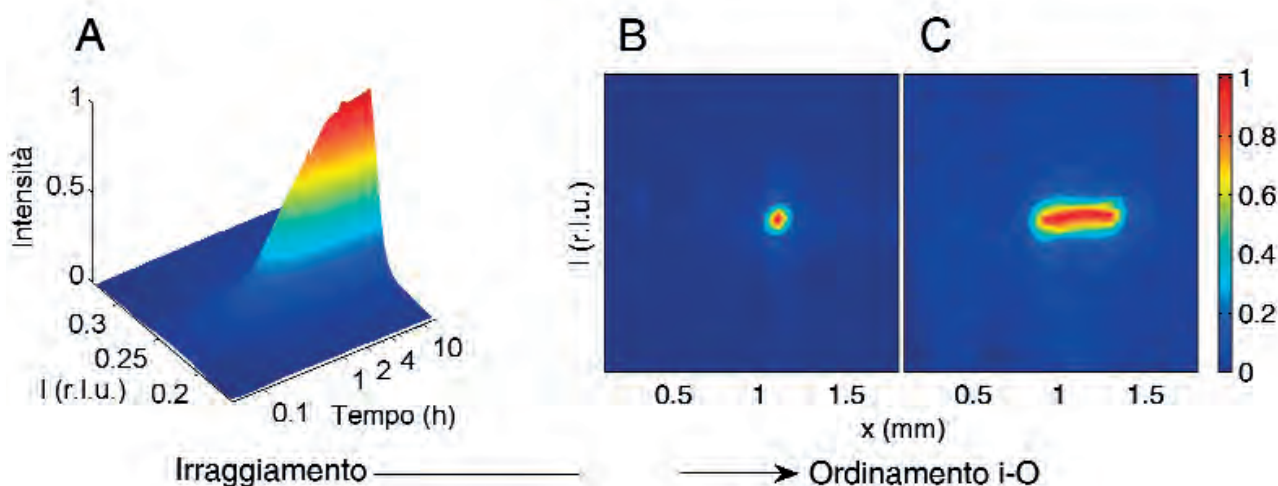 A
B
C
1
0.5
0
Intensità
0.3
0.25
0.2
l (r.l.u.)
0.1
1
2
4
10
Tempo (h)
l (r.l.u.)
0.5
1
1.5
0.5
1
1.5
x (mm)
1
0.8
0.6
0.4
0.2
0
Irraggiamento
Ordinamento i-O